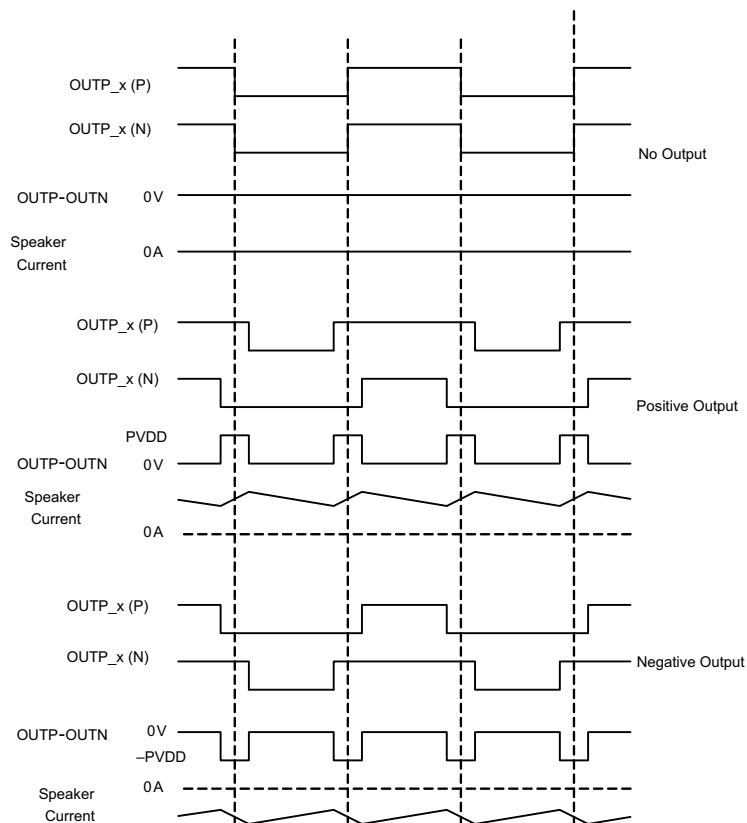 OUTP_x (P)
OUTP_x (N)
No Output
OUTP-OUTN 0V
Speaker
Current
0A
OUTP_x (P)
OUTP_x (N)
Positive Output
PVDD
OUTP-OUTN 0V
Speaker
Current
0A
OUTP_x (P)
OUTP_x (N)
Negative Output
OUTP-OUTN 0V
–PVDD
0A
Speaker
Current